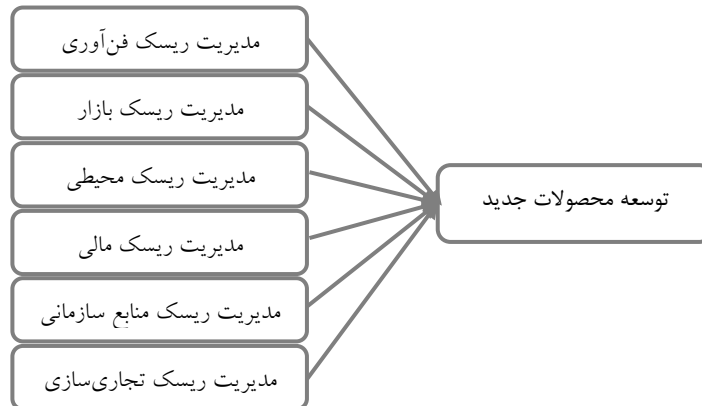 مدیریت ریسک فن‌آوری
مدیریت ریسک بازار
مدیریت ریسک محیطی
مدیریت ریسک مالی
مدیریت ریسک منابع سازمانی
مدیریت ریسک تجاری‌سازی
توسعه محصولات جدید